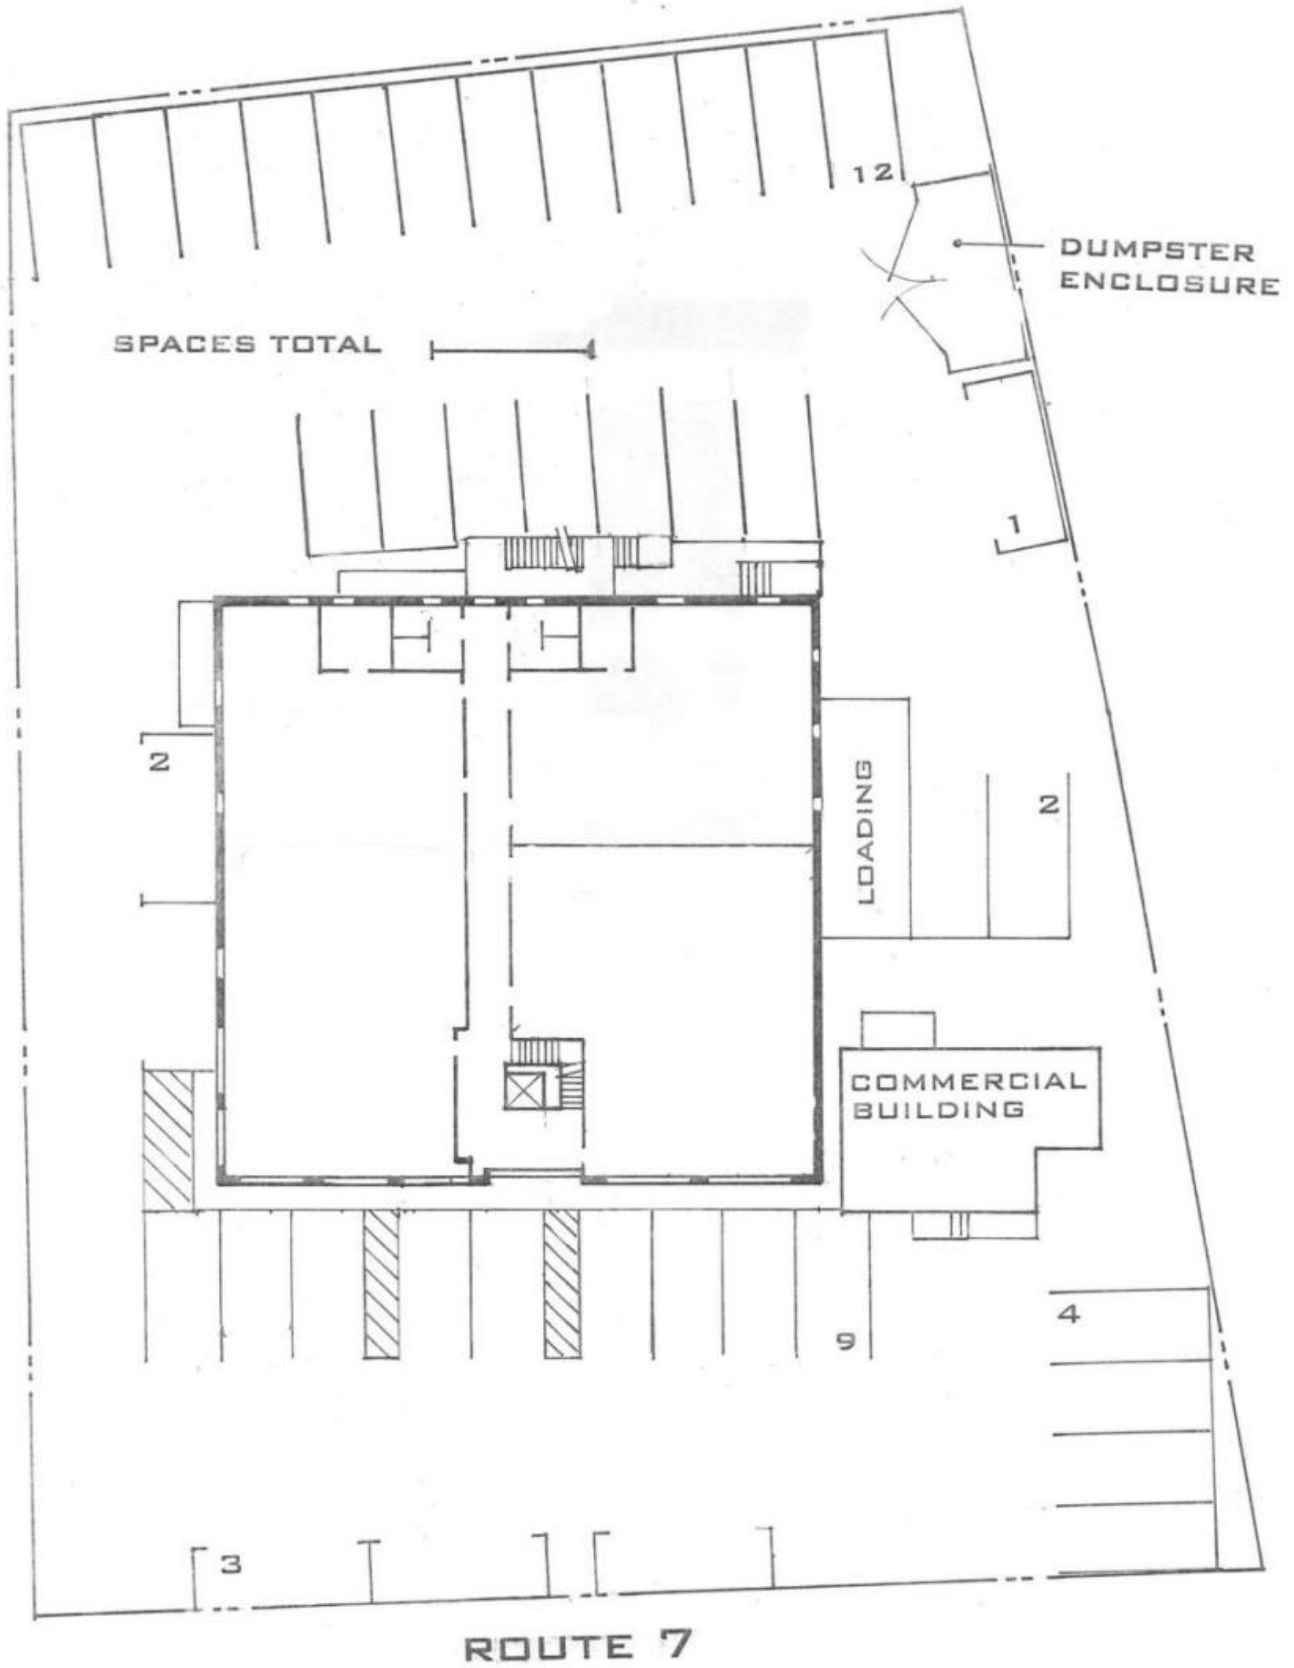 12
DUMPSTER
ENCLOSURE
SPACES TOTAL
1
2
LOADING
2
COMMERCIAL
BUILDING
9
4
3
ROUTE 7